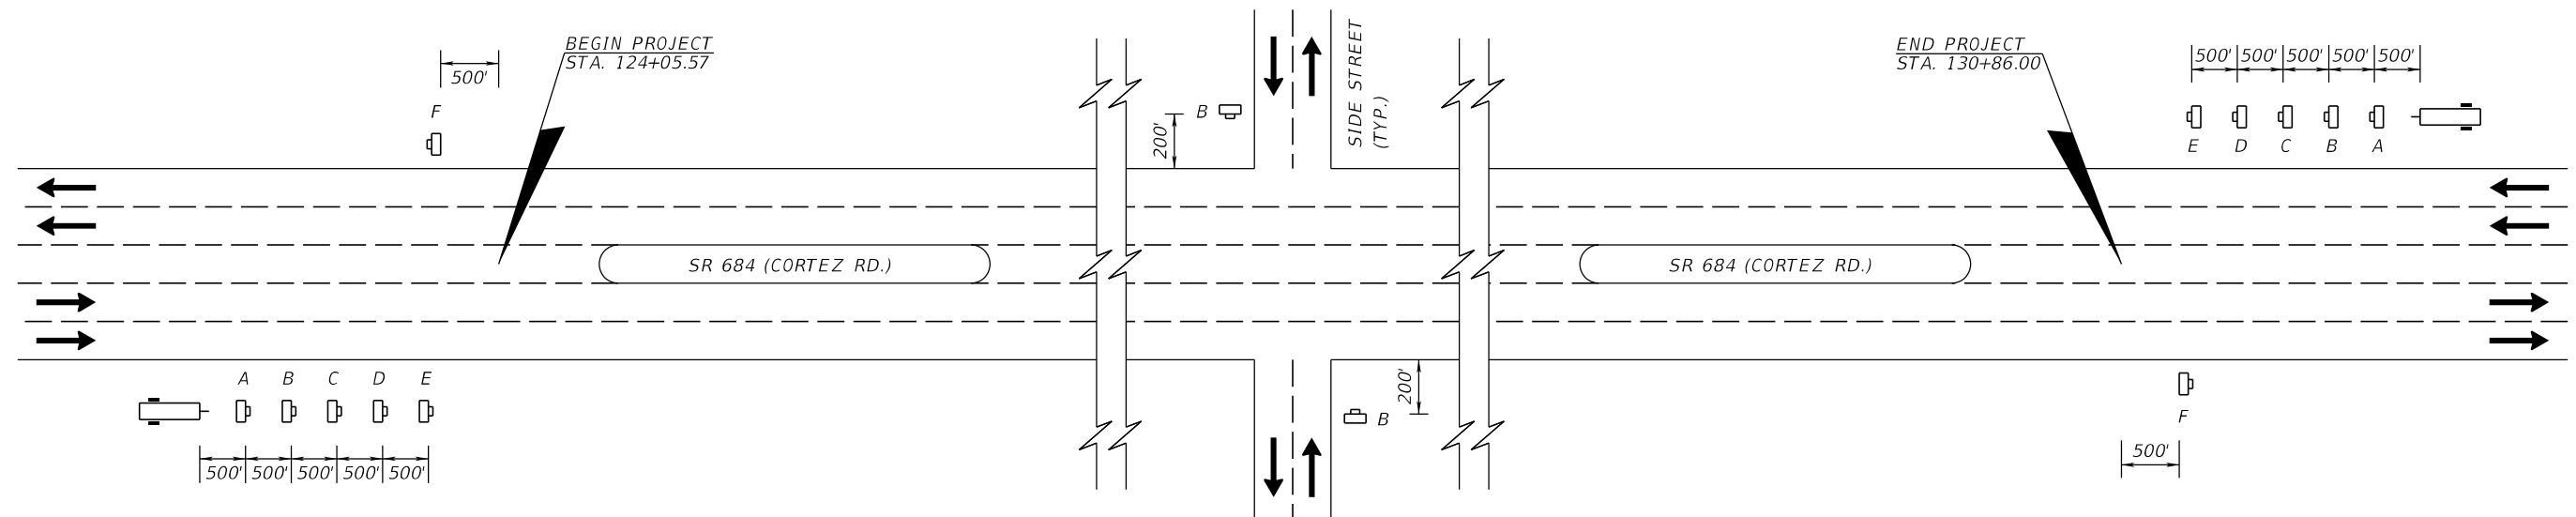 BEGIN PROJECT
STA. 124+05.57
500'
F
B
200'
SIDE STREET
(TYP.)
END PROJECT
STA. 130+86.00
500' 500' 500' 500' 500'
E D C B A
SR 684 (CORTEZ RD.)
SR 684 (CORTEZ RD.)
A B C D E
500' 500' 500' 500' 500'
200'
B
F
500'